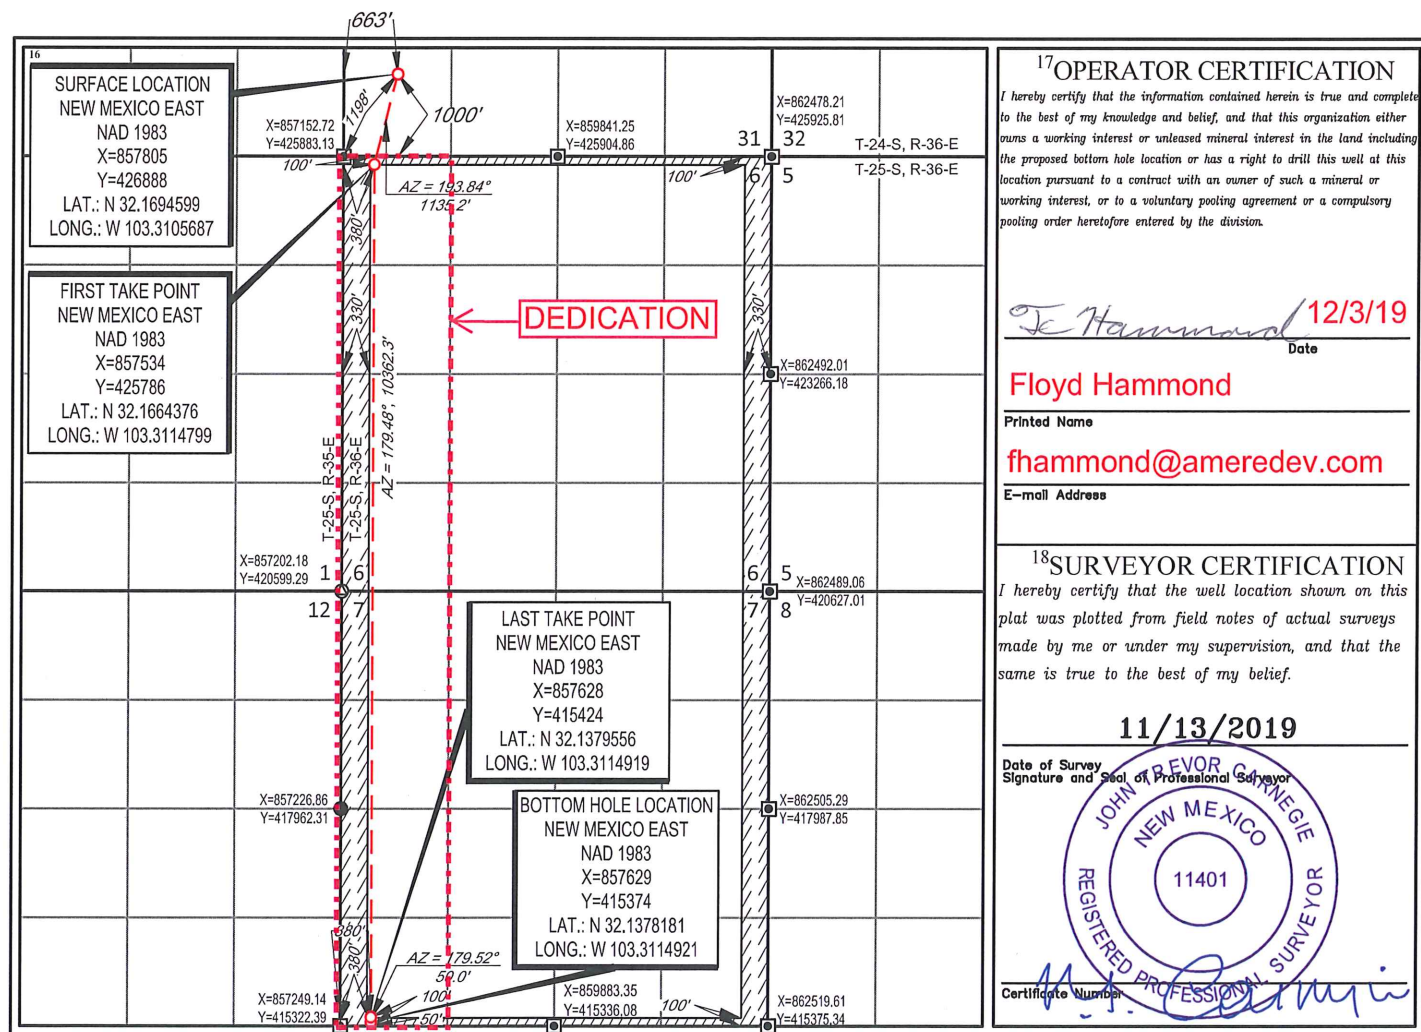 663'
16
SURFACE LOCATION
NEW MEXICO EAST
NAD 1983
X=857805
Y=426888
LAT.: N 32.1694599
LONG.: W 103.3105687
1198'
1000'
X=857152.72
Y=425883.13
X=859841.25
Y=425904.86
X=862478.21
Y=425925.81
31 32
6 5
T-24-S, R-36-E
T-25-S, R-36-E
100'
100'
AZ = 193.84°
1135.2'
380'
FIRST TAKE POINT
NEW MEXICO EAST
NAD 1983
X=857534
Y=425786
LAT.: N 32.1664376
LONG.: W 103.3114799
330'
DEDICATION
330'
AZ = 179.48°, 10362.3'
X=862492.01
Y=423266.18
T-25-S, R-35-E
T-25-S, R-36-E
X=857202.18
Y=420599.29
1 6
12 7
6 5
7 8
X=862489.06
Y=420627.01
LAST TAKE POINT
NEW MEXICO EAST
NAD 1983
X=857628
Y=415424
LAT.: N 32.1379556
LONG.: W 103.3114919
X=857226.86
Y=417962.31
BOTTOM HOLE LOCATION
NEW MEXICO EAST
NAD 1983
X=857629
Y=415374
LAT.: N 32.1378181
LONG.: W 103.3114921
X=862505.29
Y=417987.85
380'
380'
AZ = 179.52°
50.0'
100'
50'
X=857249.14
Y=415322.39
X=859883.35
Y=415336.08
100'
X=862519.61
Y=415375.34
17 OPERATOR CERTIFICATION
I hereby certify that the information contained herein is true and complete
to the best of my knowledge and belief, and that this organization either
owns a working interest or unleased mineral interest in the land including
the proposed bottom hole location or has a right to drill this well at this
location pursuant to a contract with an owner of such a mineral or
working interest, or to a voluntary pooling agreement or a compulsory
pooling order heretofore entered by the division.
Hammond 12/3/19
Date
Floyd Hammond
Printed Name
fhammond@ameredev.com
E-mail Address
18 SURVEYOR CERTIFICATION
I hereby certify that the well location shown on this
plat was plotted from field notes of actual surveys
made by me or under my supervision, and that the
same is true to the best of my belief.
11/13/2019
Date of Survey
Signature and Seal of Professional Surveyor
JOHN TREVOR CARNEGIE
NEW MEXICO
11401
REGISTERED PROFESSIONAL SURVEYOR
Certificate Number